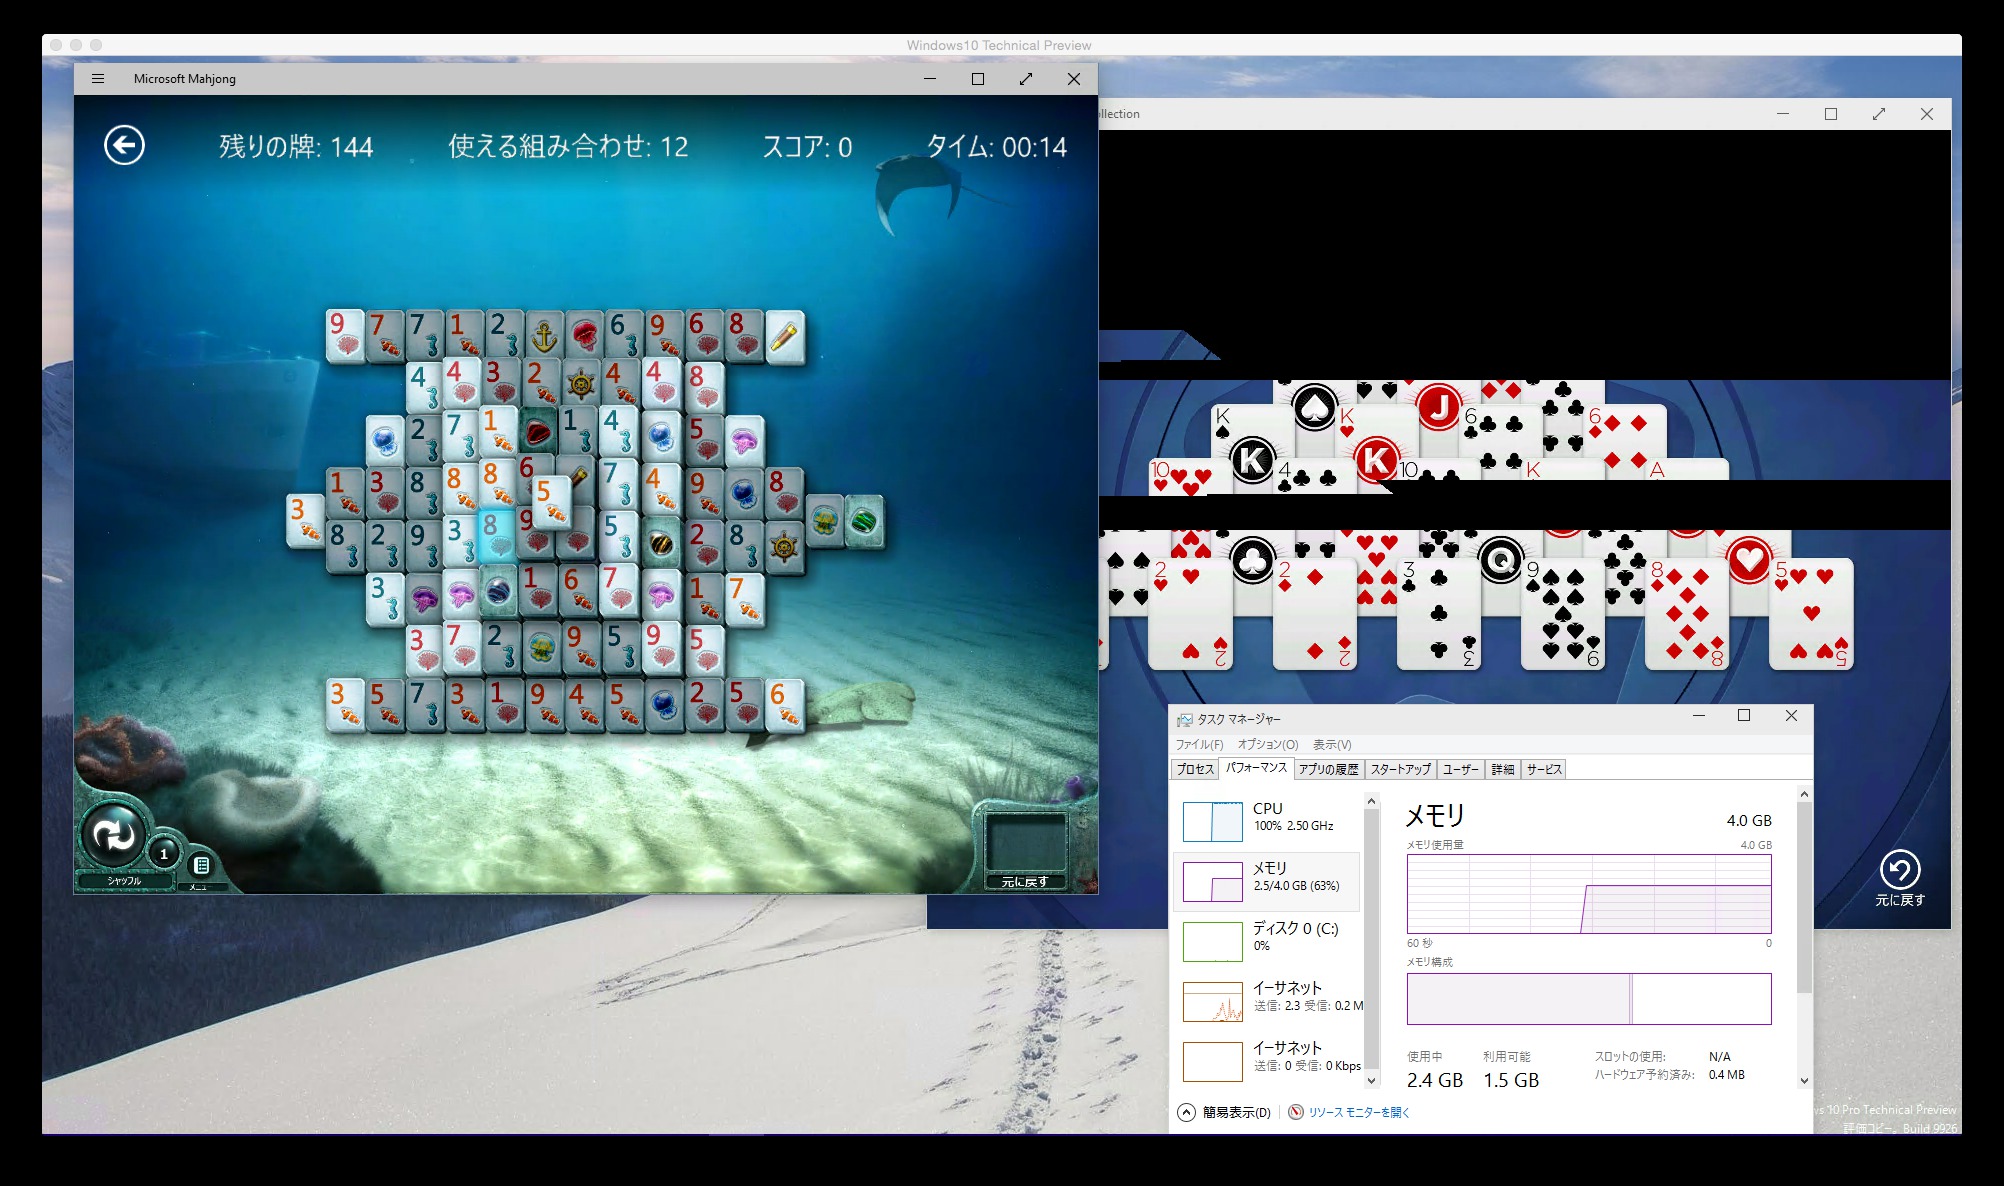 Windows10 Technical Preview
Microsoft Mahjong
残りの牌: 144
使える組み合わせ: 12
スコア: 0
タイム: 00:14
9 7 7 1 2 6 9 6 8
4 4 3 2 4 4 8
2 7 1 1 4 5
1 3 8 8 8 6 7 4 9 8
3 5
8 2 9 3 8 9 5 2 8
3 1 6 7 1 7
3 7 2 9 5 9 5
3 5 7 3 1 9 4 5 2 5 6
1
シャッフル
メニュー
元に戻す
llection
K K J 6 6
K K
10 4 10 K A
Q
2 2 3 9 8 5
2 2 3 9 8 5
元に戻す
タスク マネージャー
ファイル(F) オプション(O) 表示(V)
プロセス パフォーマンス アプリの履歴 スタートアップ ユーザー 詳細 サービス
CPU
100% 2.50 GHz
メモリ
2.5/4.0 GB (63%)
ディスク 0 (C:)
0%
イーサネット
送信: 2.3 受信: 0.2 M
イーサネット
送信: 0 受信: 0 Kbps
メモリ
4.0 GB
メモリ使用量
4.0 GB
60 秒
0
メモリ構成
使用中
2.4 GB
利用可能
1.5 GB
スロットの使用: N/A
ハードウェア予約済み: 0.4 MB
簡易表示(D)
リソース モニターを開く
ws 10 Pro Technical Preview
評価コピー。 Build 9926